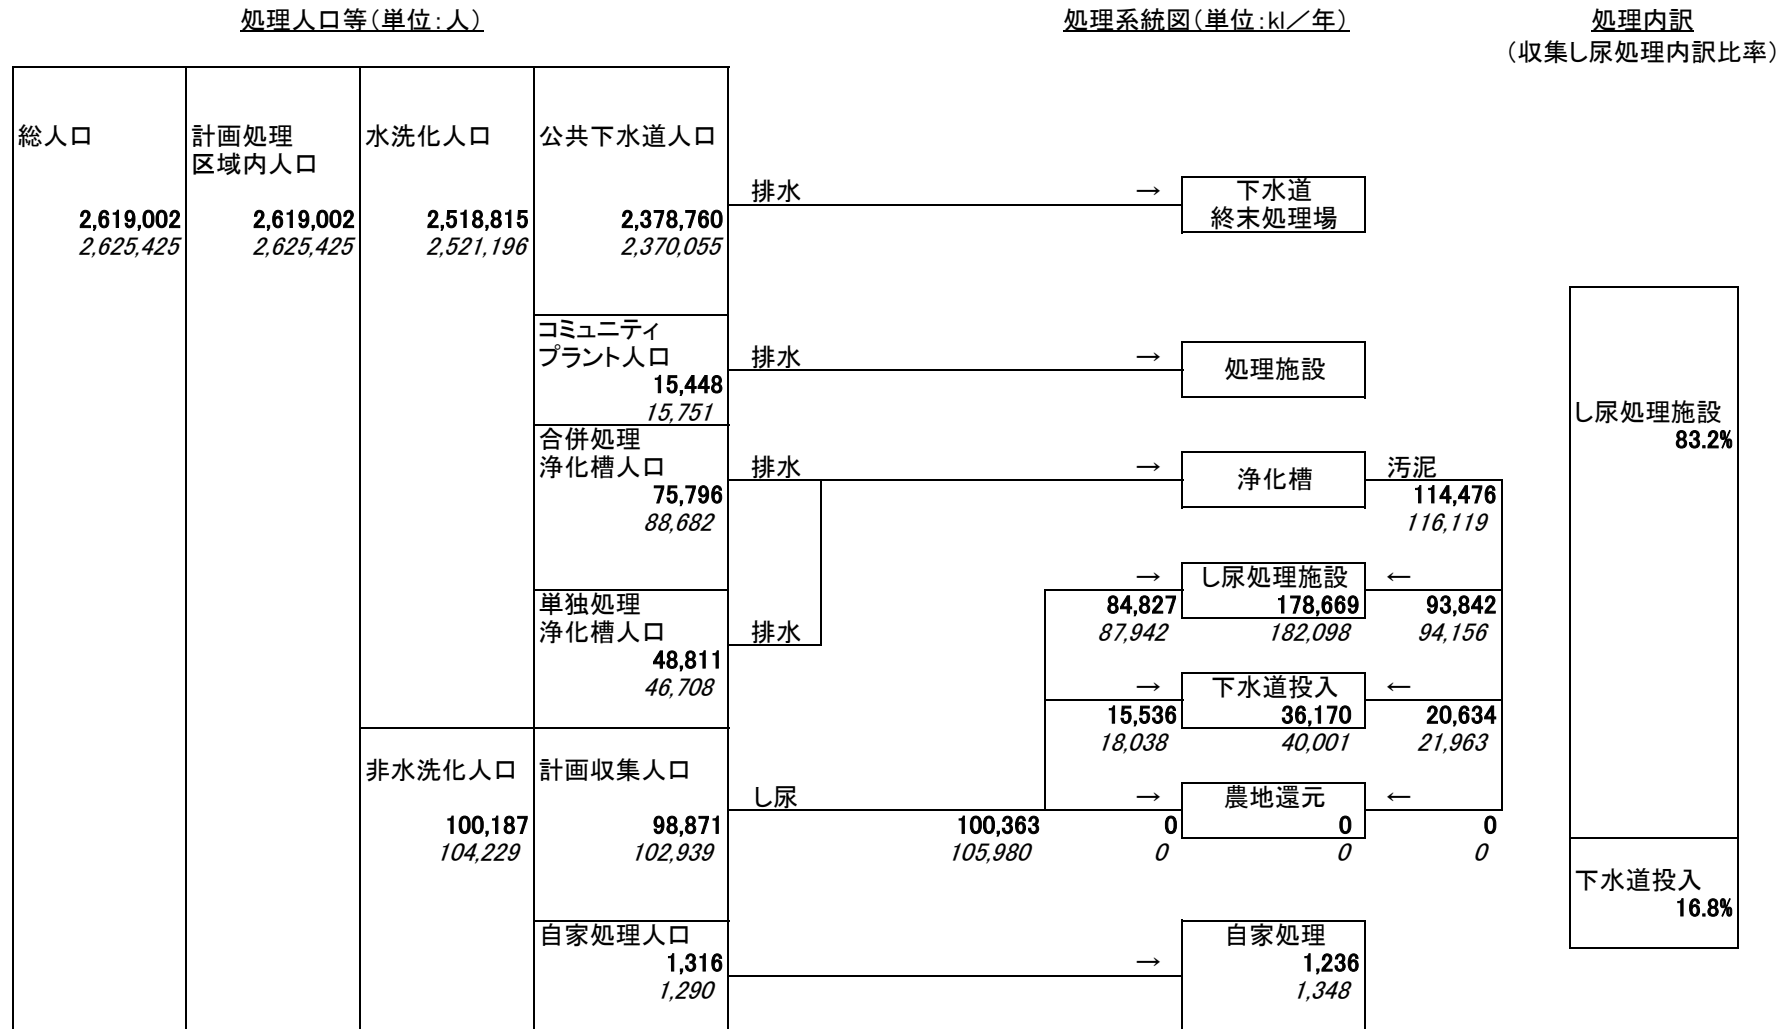 処理人口等（単位：人）
処理系統図（単位：kl／年）
処理内訳
（収集し尿処理内訳比率）
総人口
2,619,002
2,625,425
計画処理
区域内人口
2,619,002
2,625,425
水洗化人口
2,518,815
2,521,196
公共下水道人口
2,378,760
2,370,055
排水
→
下水道
終末処理場
コミュニティ
プラント人口
15,448
15,751
排水
→
処理施設
合併処理
浄化槽人口
75,796
88,682
排水
→
浄化槽
汚泥
114,476
116,119
単独処理
浄化槽人口
48,811
46,708
排水
→
し尿処理施設
←
84,827
178,669
93,842
87,942
182,098
94,156
→
下水道投入
←
15,536
36,170
20,634
18,038
40,001
21,963
非水洗化人口
100,187
104,229
計画収集人口
98,871
102,939
し尿
100,363
105,980
→
農地還元
←
0
0
0
0
0
0
自家処理人口
1,316
1,290
→
自家処理
1,236
1,348
し尿処理施設
83.2%
下水道投入
16.8%